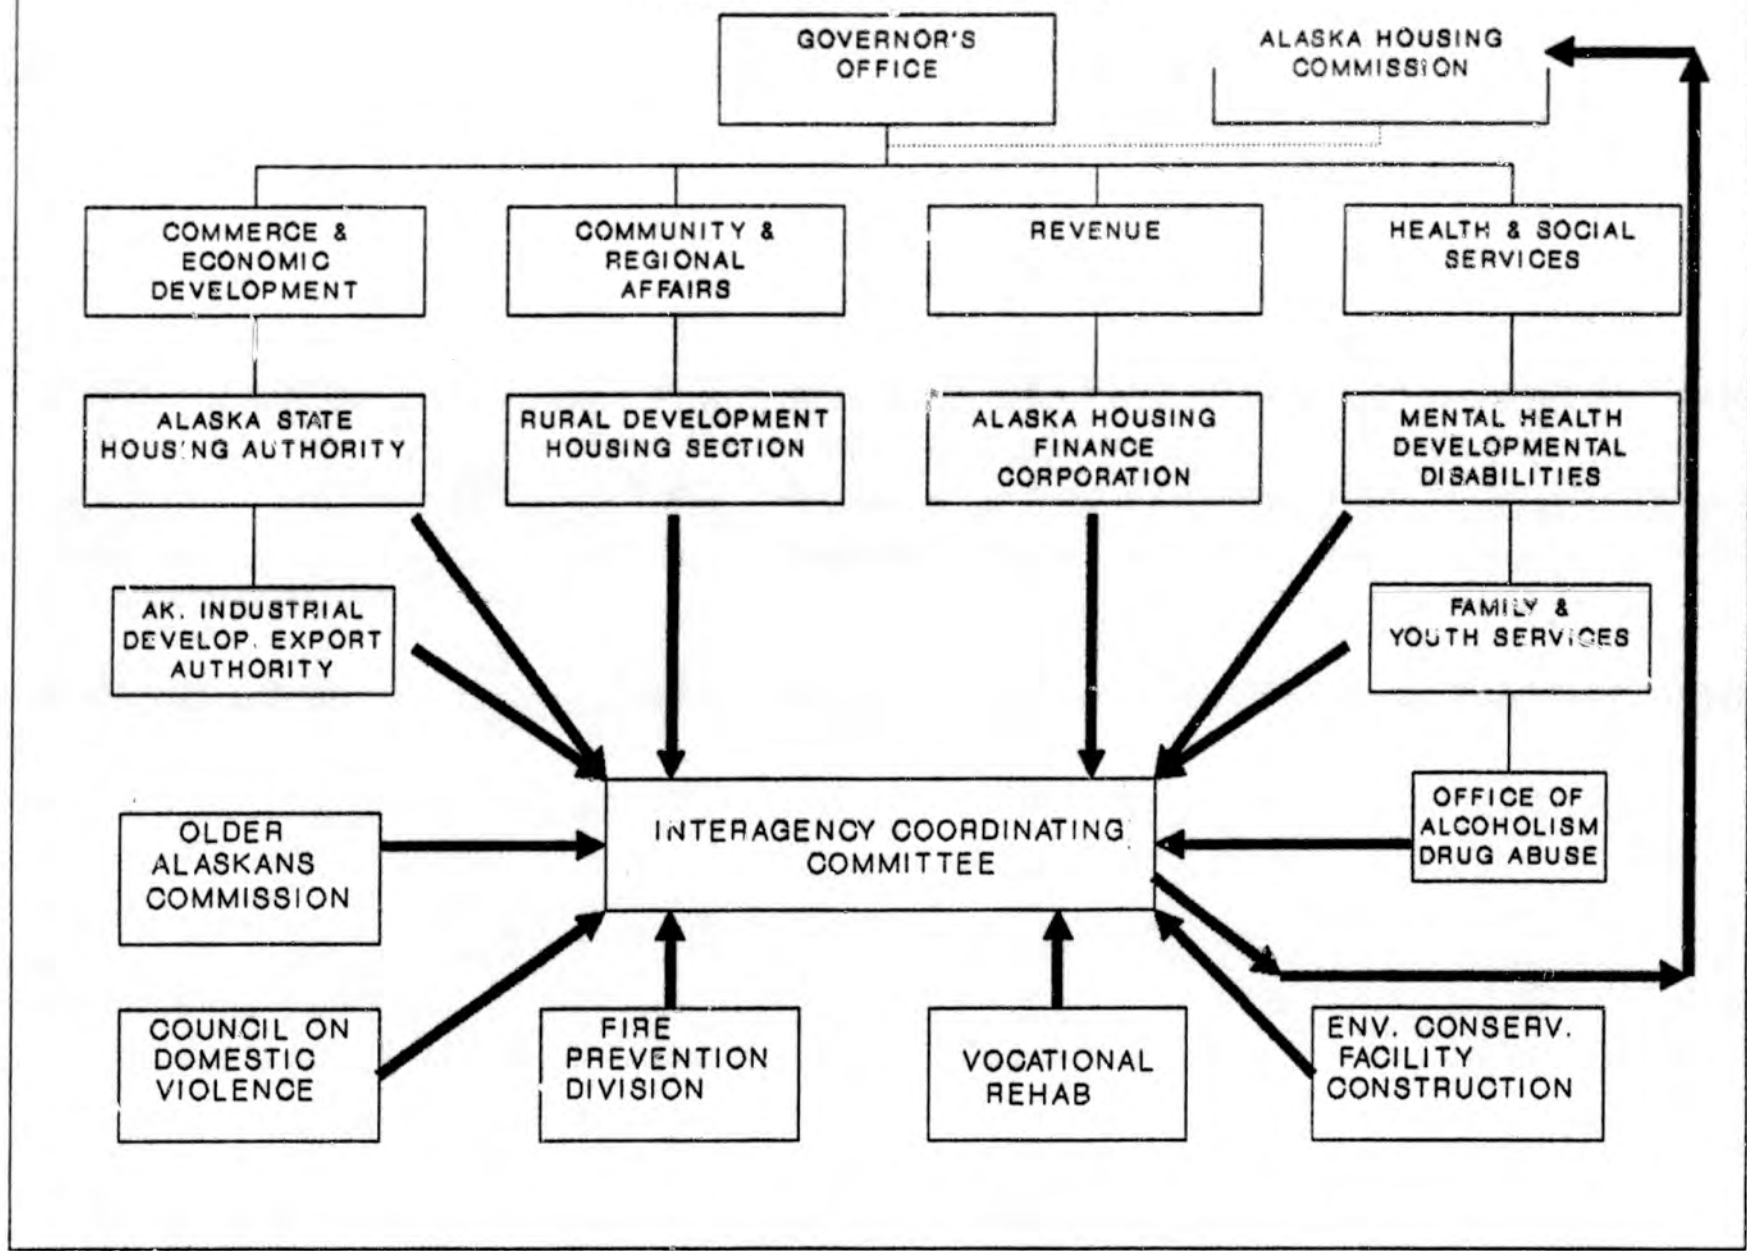 GOVERNOR'S
OFFICE
ALASKA HOUSING
COMMISSION
COMMERCE &
ECONOMIC
DEVELOPMENT
COMMUNITY &
REGIONAL
AFFAIRS
REVENUE
HEALTH & SOCIAL
SERVICES
ALASKA STATE
HOUSING AUTHORITY
RURAL DEVELOPMENT
HOUSING SECTION
ALASKA HOUSING
FINANCE
CORPORATION
MENTAL HEALTH
DEVELOPMENTAL
DISABILITIES
AK. INDUSTRIAL
DEVELOP. EXPORT
AUTHORITY
FAMILY &
YOUTH SERVICES
OLDER
ALASKANS
COMMISSION
INTERAGENCY COORDINATING
COMMITTEE
OFFICE OF
ALCOHOLISM
DRUG ABUSE
COUNCIL ON
DOMESTIC
VIOLENCE
FIRE
PREVENTION
DIVISION
VOCATIONAL
REHAB
ENV. CONSERV.
FACILITY
CONSTRUCTION